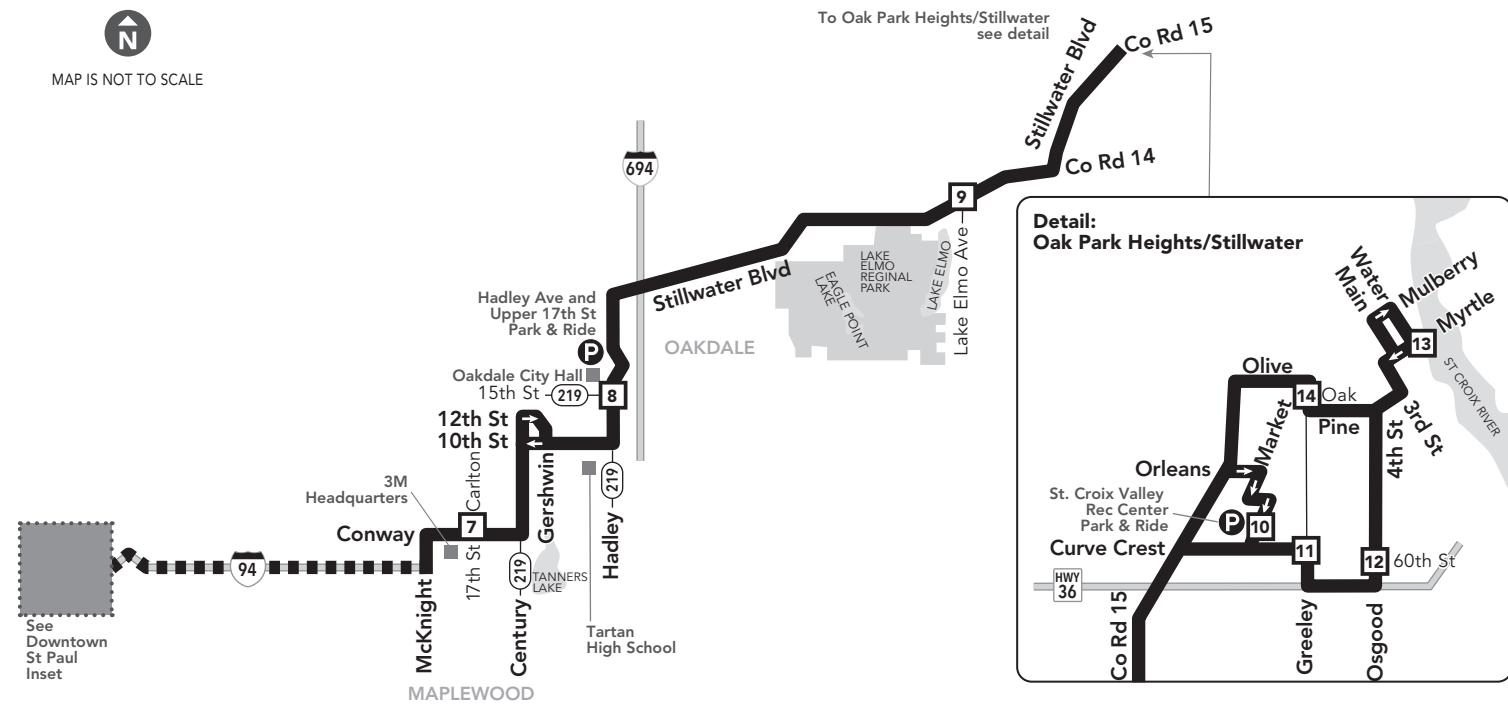 N
MAP IS NOT TO SCALE
To Oak Park Heights/Stillwater
see detail
Stillwater Blvd
Co Rd 15
694
Co Rd 14
9
Detail:
Oak Park Heights/Stillwater
Hadley Ave and
Upper 17th St
Park & Ride
P
Stillwater Blvd
OAKDALE
LAKE
ELMO
REGINAL
PARK
EAGLE POINT
LAKE
LAKE ELMO
Lake Elmo Ave
Oakdale City Hall
15th St
219
8
12th St
10th St
3M
Headquarters
Carlton
Gershwin
219
Hadley
Conway
7
17th St
219
TANNERS
LAKE
94
McKnight
Century
Tartan
High School
See
Downtown
St Paul
Inset
MAPLEWOOD
Water
Main
Mulberry
Myrtle
13
ST CROIX RIVER
Olive
14
Oak
Market
Pine
4th St
3rd St
Orleans
St. Croix Valley
Rec Center
Park & Ride
P
10
Curve Crest
11
12
60th St
HWY
36
Co Rd 15
Greeley
Osgood